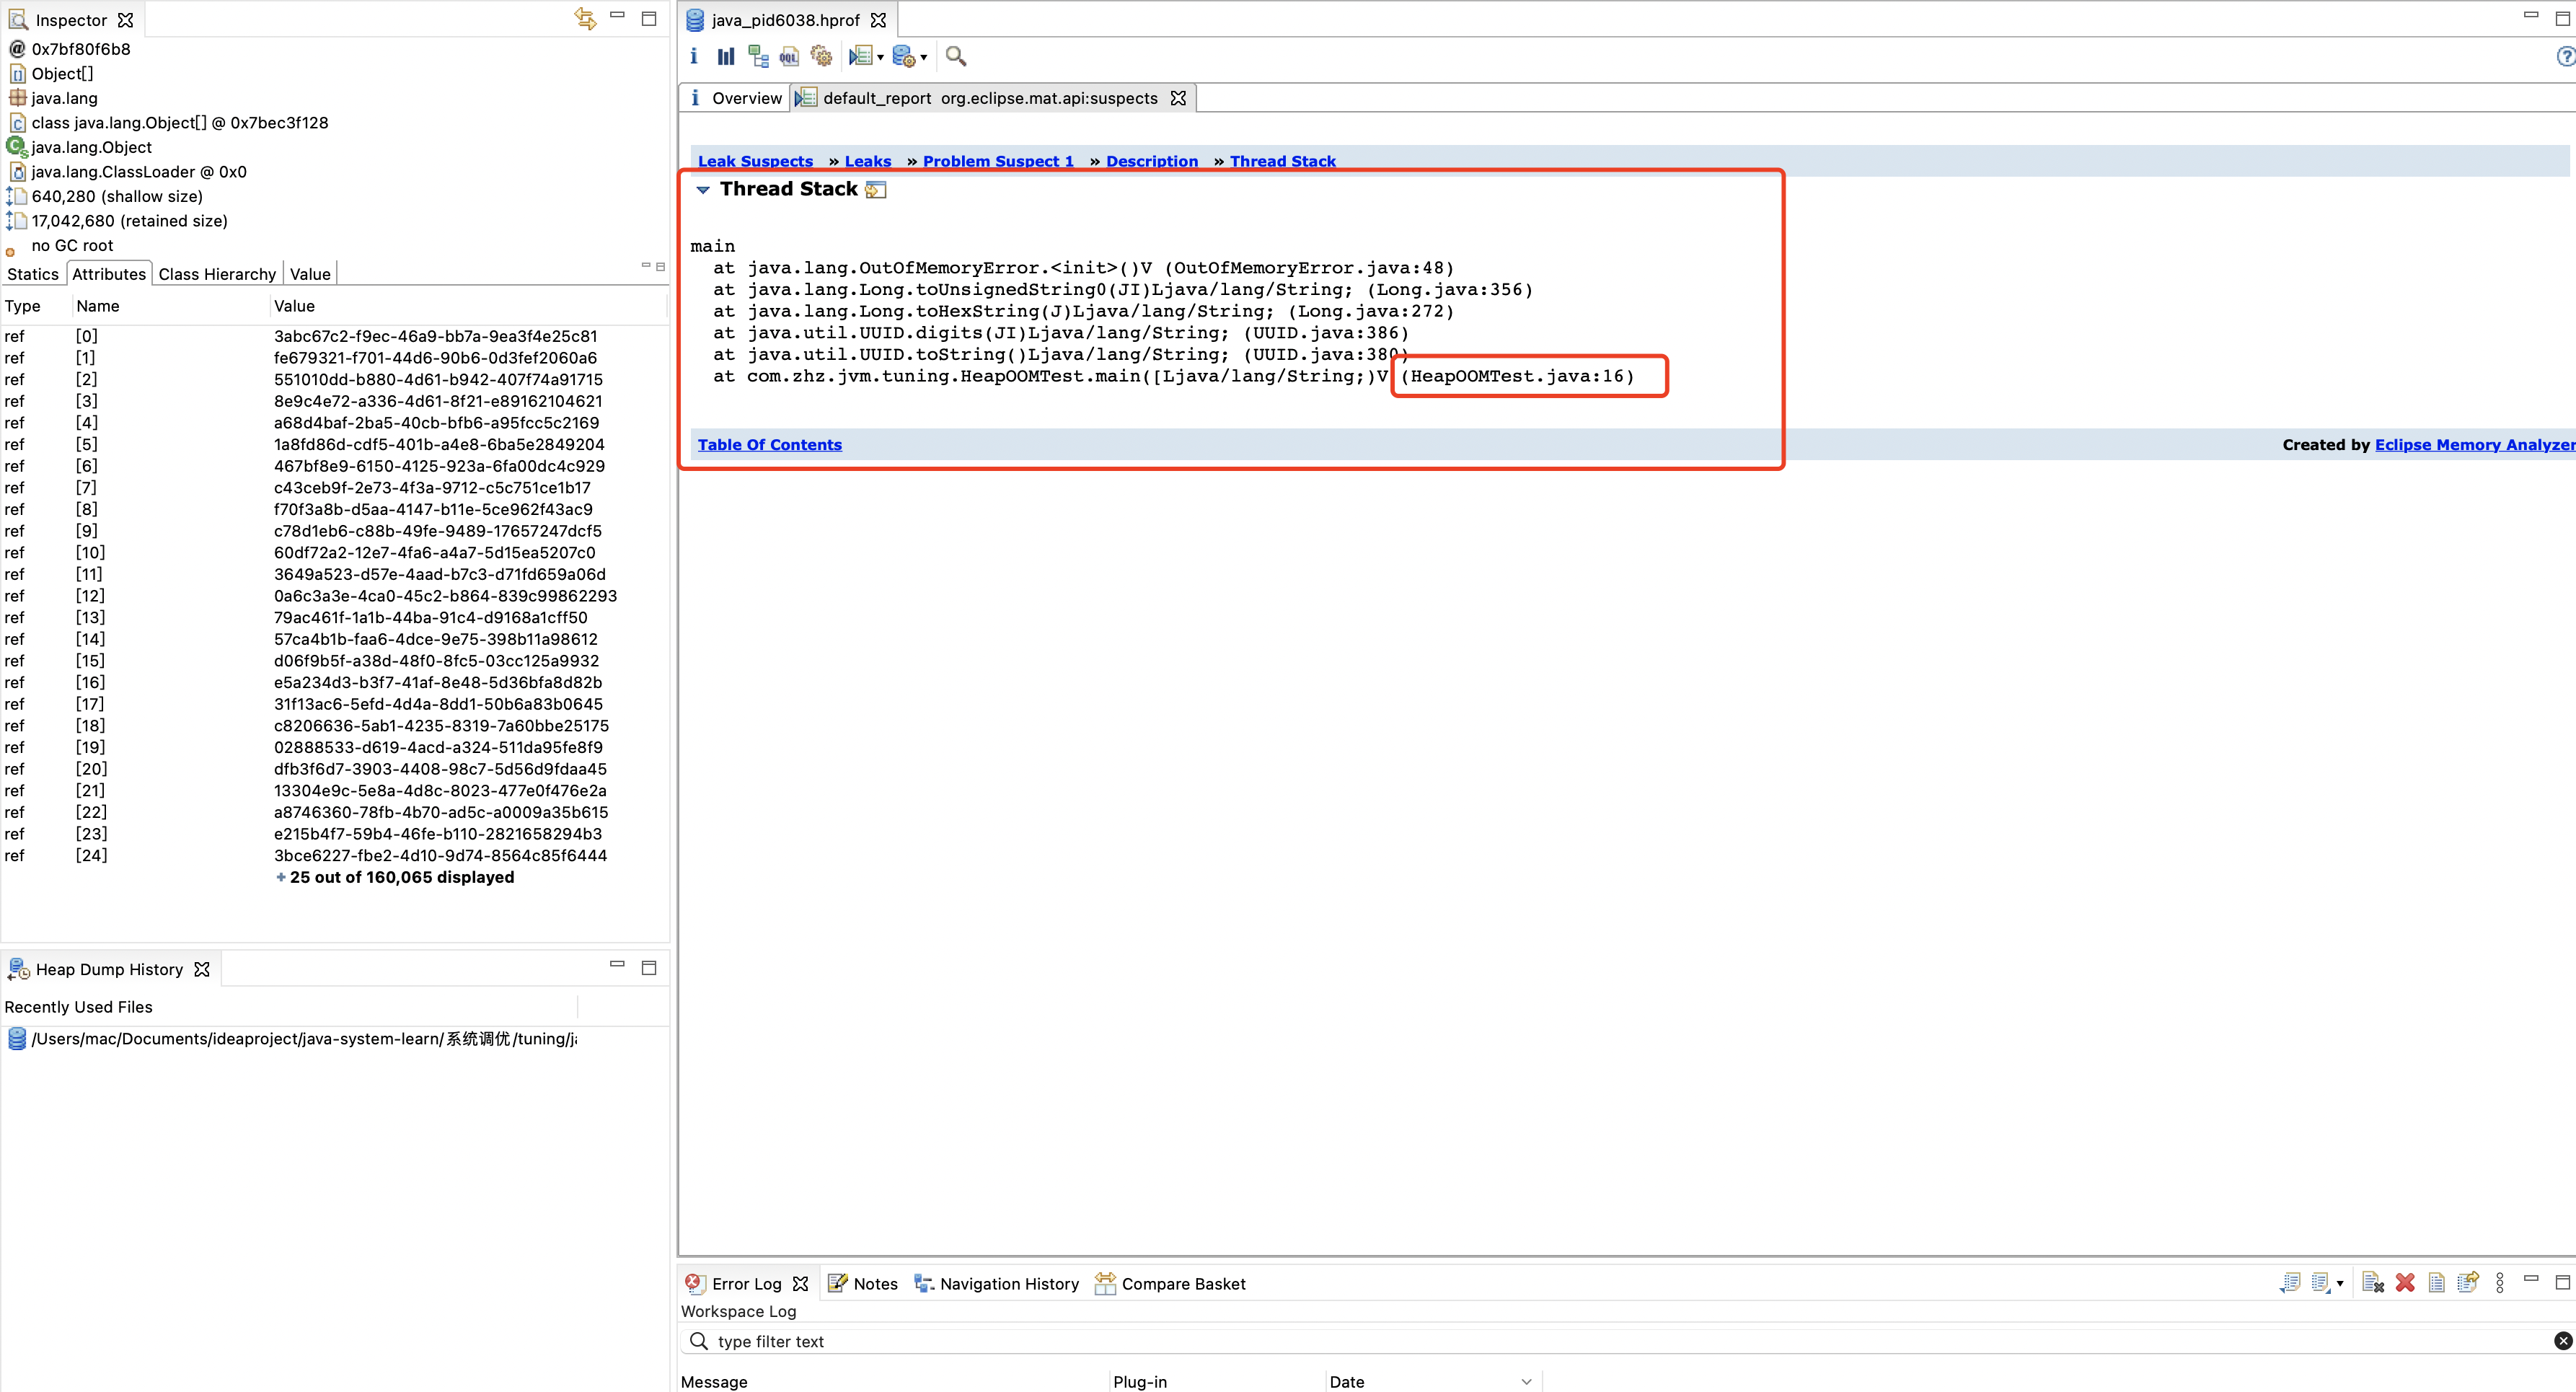 Inspector
0x7bf80f6b8
Object[]
java.lang
class java.lang.Object[] @ 0x7bec3f128
java.lang.Object
java.lang.ClassLoader @ 0x0
640,280 (shallow size)
17,042,680 (retained size)
no GC root
Statics Attributes Class Hierarchy Value
Type Name Value
ref [0] 3abc67c2-f9ec-46a9-bb7a-9ea3f4e25c81
ref [1] fe679321-f701-44d6-90b6-0d3fef2060a6
ref [2] 551010dd-b880-4d61-b942-407f74a91715
ref [3] 8e9c4e72-a336-4d61-8f21-e89162104621
ref [4] a68d4baf-2ba5-40cb-bfb6-a95fcc5c2169
ref [5] 1a8fd86d-cdf5-401b-a4e8-6ba5e2849204
ref [6] 467bf8e9-6150-4125-923a-6fa00dc4c929
ref [7] c43ceb9f-2e73-4f3a-9712-c5c751ce1b17
ref [8] f70f3a8b-d5aa-4147-b11e-5ce962f43ac9
ref [9] c78d1eb6-c88b-49fe-9489-17657247dcf5
ref [10] 60df72a2-12e7-4fa6-a4a7-5d15ea5207c0
ref [11] 3649a523-d57e-4aad-b7c3-d71fd659a06d
ref [12] 0a6c3a3e-4ca0-45c2-b864-839c99862293
ref [13] 79ac461f-1a1b-44ba-91c4-d9168a1cff50
ref [14] 57ca4b1b-faa6-4dce-9e75-398b11a98612
ref [15] d06f9b5f-a38d-48f0-8fc5-03cc125a9932
ref [16] e5a234d3-b3f7-41af-8e48-5d36bfa8d82b
ref [17] 31f13ac6-5efd-4d4a-8dd1-50b6a83b0645
ref [18] c8206636-5ab1-4235-8319-7a60bbe25175
ref [19] 02888533-d619-4acd-a324-511da95fe8f9
ref [20] dfb3f6d7-3903-4408-98c7-5d56d9fdaa45
ref [21] 13304e9c-5e8a-4d8c-8023-477e0f476e2a
ref [22] a8746360-78fb-4b70-ad5c-a0009a35b615
ref [23] e215b4f7-59b4-46fe-b110-2821658294b3
ref [24] 3bce6227-fbe2-4d10-9d74-8564c85f6444
+ 25 out of 160,065 displayed
Heap Dump History
Recently Used Files
/Users/mac/Documents/ideaproject/java-system-learn/系统调优/tuning/ja
java_pid6038.hprof
Overview default_report org.eclipse.mat.api:suspects
Leak Suspects » Leaks » Problem Suspect 1 » Description » Thread Stack
Thread Stack
main
at java.lang.OutOfMemoryError.<init>()V (OutOfMemoryError.java:48)
at java.lang.Long.toUnsignedString0(JI)Ljava/lang/String; (Long.java:356)
at java.lang.Long.toHexString(J)Ljava/lang/String; (Long.java:272)
at java.util.UUID.digits(JI)Ljava/lang/String; (UUID.java:386)
at java.util.UUID.toString()Ljava/lang/String; (UUID.java:380)
at com.zhz.jvm.tuning.HeapOOMTest.main([Ljava/lang/String;)V (HeapOOMTest.java:16)
Table Of Contents
Created by Eclipse Memory Analyzer
Error Log Notes Navigation History Compare Basket
Workspace Log
type filter text
Message Plug-in Date